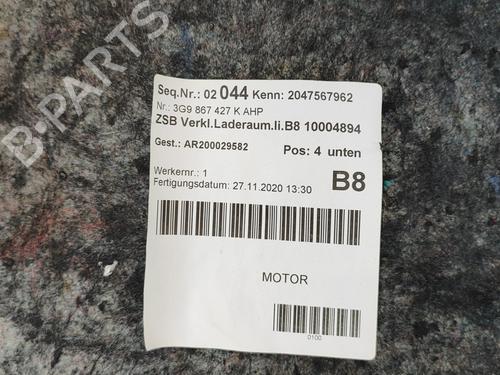 Seq.Nr.: 02 044 Kenn: 2047567962
Nr.: 3G9 867 427 K AHP
ZSB Verkl.Laderaum.li.B8 10004894
Gest.: AR200029582
Pos: 4 unten
Werkernr.: 1
Fertigungsdatum: 27.11.2020 13:30
B8
MOTOR
0100
B-PARTS